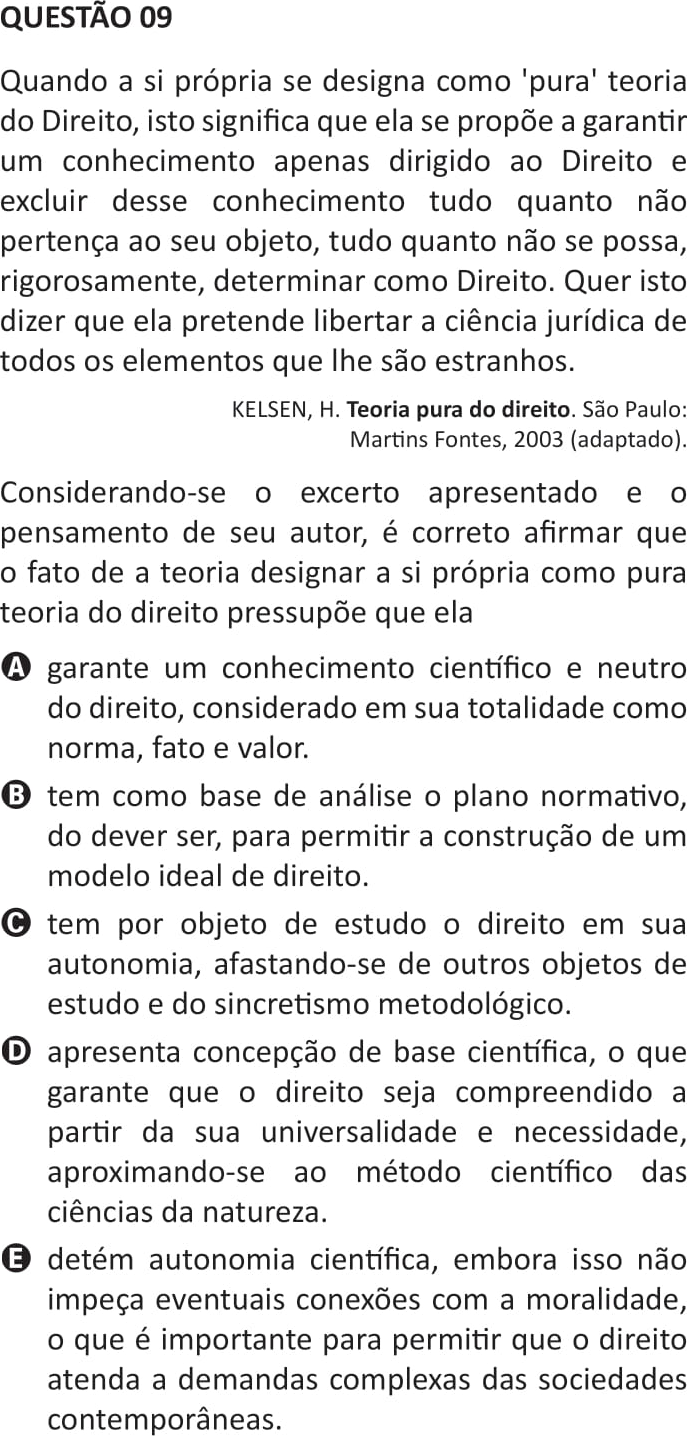 QUESTÃO 09
Quando a si própria se designa como 'pura' teoria
do Direito, isto significa que ela se propõe a garantir
um conhecimento apenas dirigido ao Direito e
excluir desse conhecimento tudo quanto não
pertença ao seu objeto, tudo quanto não se possa,
rigorosamente, determinar como Direito. Quer isto
dizer que ela pretende libertar a ciência jurídica de
todos os elementos que lhe são estranhos.
KELSEN, H. Teoria pura do direito. São Paulo:
Martins Fontes, 2003 (adaptado).
Considerando-se o excerto apresentado e o
pensamento de seu autor, é correto afirmar que
o fato de a teoria designar a si própria como pura
teoria do direito pressupõe que ela
A garante um conhecimento científico e neutro
do direito, considerado em sua totalidade como
norma, fato e valor.
B tem como base de análise o plano normativo,
do dever ser, para permitir a construção de um
modelo ideal de direito.
C tem por objeto de estudo o direito em sua
autonomia, afastando-se de outros objetos de
estudo e do sincretismo metodológico.
D apresenta concepção de base científica, o que
garante que o direito seja compreendido a
partir da sua universalidade e necessidade,
aproximando-se ao método científico das
ciências da natureza.
E detém autonomia científica, embora isso não
impeça eventuais conexões com a moralidade,
o que é importante para permitir que o direito
atenda a demandas complexas das sociedades
contemporâneas.